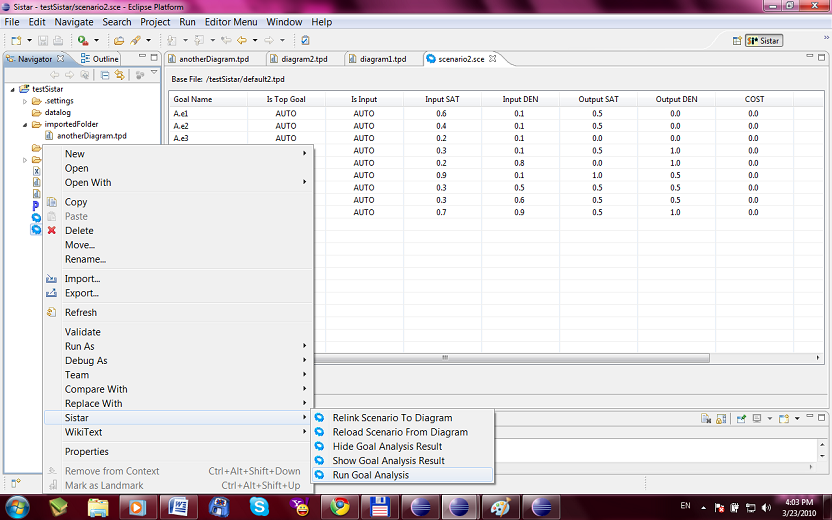 Sistar - testSistar/scenario2.sce - Eclipse Platform
File Edit Navigate Search Project Run Editor Menu Window Help
Sistar
Navigator Outline
anotherDiagram.tpd diagram2.tpd diagram1.tpd scenario2.sce
Base File: /testSistar/default2.tpd
testSistar
.settings
datalog
importedFolder
anotherDiagram.tpd
Goal Name Is Top Goal Is Input Input SAT Input DEN Output SAT Output DEN COST
A.e1 AUTO AUTO 0.6 0.1 0.5 0.0 0.0
A.e2 AUTO AUTO 0.4 0.1 0.5 0.0 0.0
A.e3 AUTO AUTO 0.2 0.1 0.0 0.0 0.0
AUTO 0.3 0.1 0.5 1.0 0.0
AUTO 0.2 0.8 0.0 1.0 0.0
AUTO 0.9 0.1 1.0 0.5 0.0
AUTO 0.3 0.5 0.5 0.5 0.0
AUTO 0.3 0.6 0.5 0.5 0.0
AUTO 0.7 0.9 0.5 1.0 0.0
New
Open
Open With
Copy
Paste
Delete
Move...
Rename...
Import...
Export...
Refresh
Validate
Run As
Debug As
Team
Compare With
Replace With
Sistar
WikiText
Properties
Remove from Context Ctrl+Alt+Shift+Down
Mark as Landmark Ctrl+Alt+Shift+Up
Relink Scenario To Diagram
Reload Scenario From Diagram
Hide Goal Analysis Result
Show Goal Analysis Result
Run Goal Analysis
EN
4:03 PM
3/23/2010